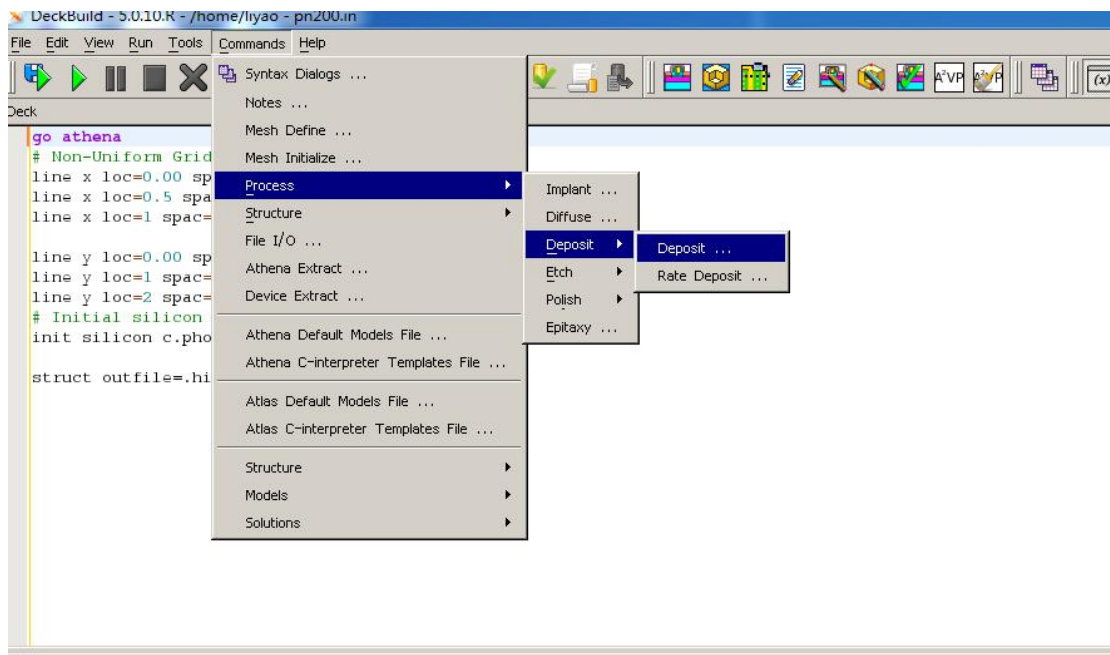 DeckBuild - 5.0.10.R - /home/liyao - pn200.in
File Edit View Run Tools Commands Help
Deck
go athena
# Non-Uniform Grid
line x loc=0.00 sp
line x loc=0.5 spa
line x loc=1 spac=
line y loc=0.00 sp
line y loc=1 spac=
line y loc=2 spac=
# Initial silicon
init silicon c.pho
struct outfile=.hi
Syntax Dialogs ...
Notes ...
Mesh Define ...
Mesh Initialize ...
Process
Structure
File I/O ...
Athena Extract ...
Device Extract ...
Athena Default Models File ...
Athena C-interpreter Templates File ...
Atlas Default Models File ...
Atlas C-interpreter Templates File ...
Structure
Models
Solutions
Implant ...
Diffuse ...
Deposit
Etch
Polish
Epitaxy ...
Deposit ...
Rate Deposit ...
A²VP
(x)